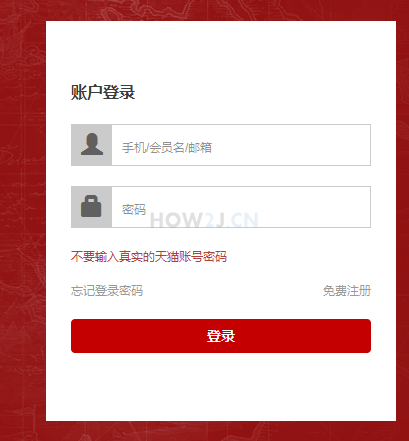 账户登录
手机/会员名/邮箱
密码
HOW2J.CN
不要输入真实的天猫账号密码
忘记登录密码 免费注册
登录